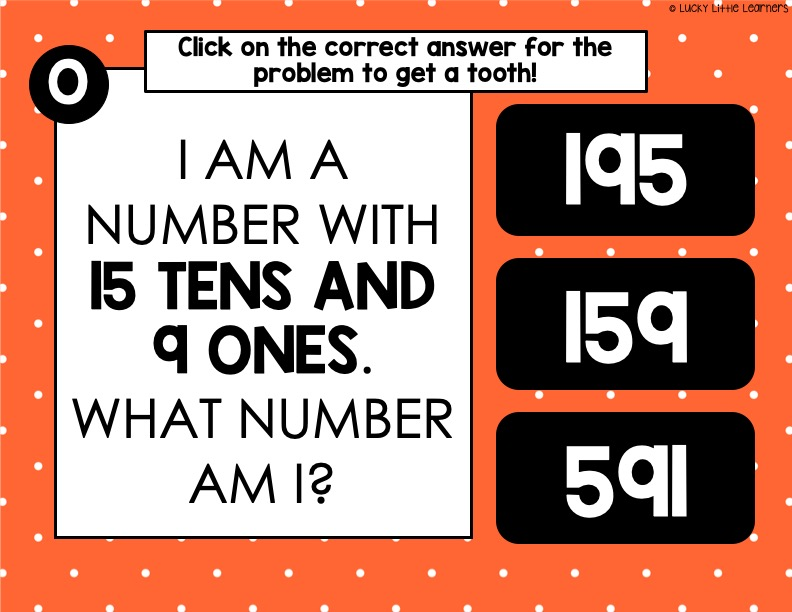 © Lucky Little Learners
Click on the correct answer for the
problem to get a tooth!
O
I AM A
NUMBER WITH
15 TENS AND
9 ONES.
WHAT NUMBER
AM I?
195
159
591